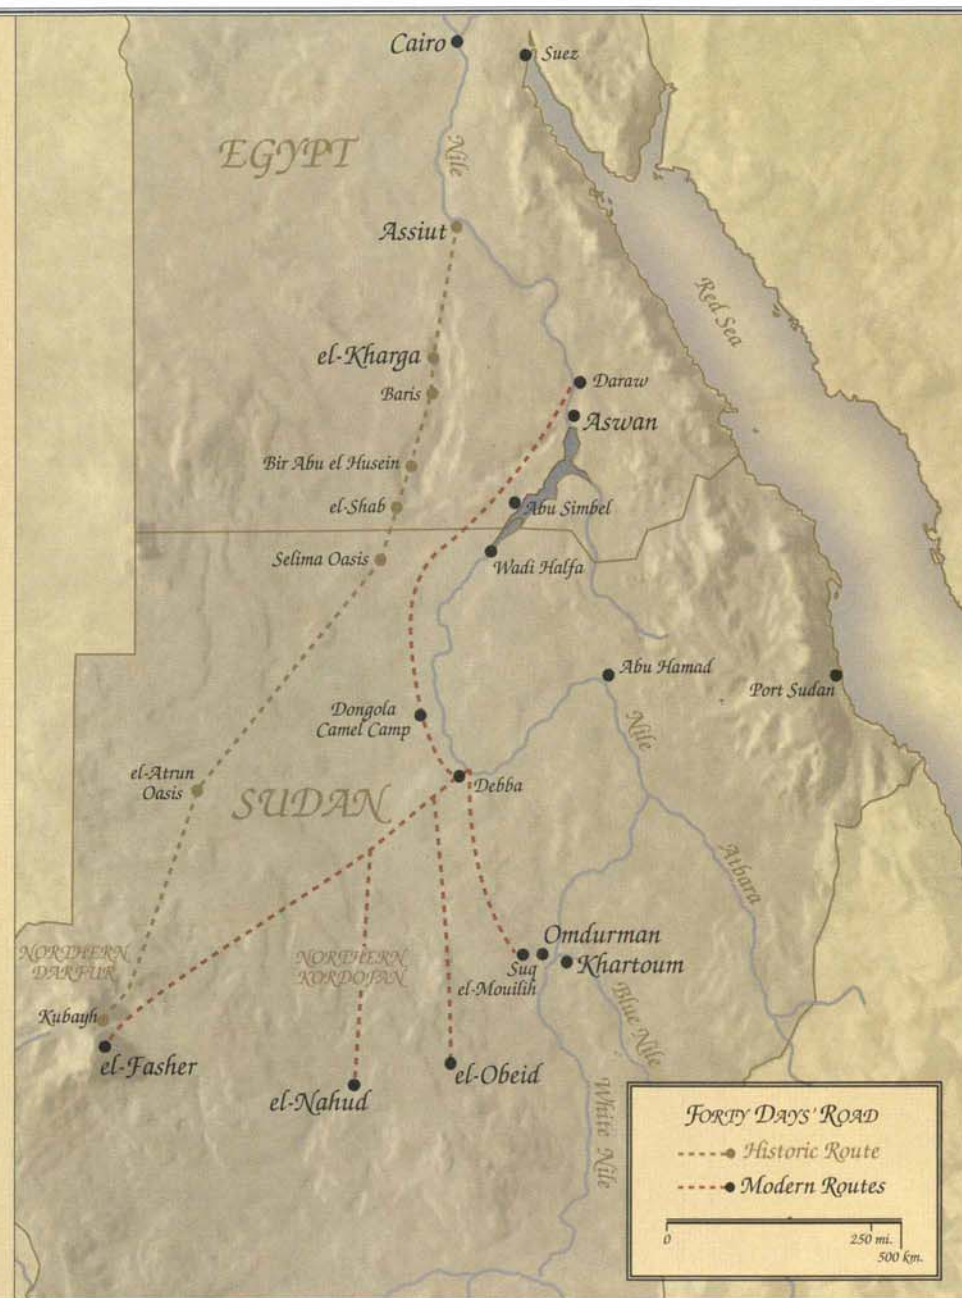 Cairo
Suez
EGYPT
Nile
Assiut
Red Sea
el-Kharga
Baris
Daraw
Aswan
Bir Abu el Husein
el-Shab
Abu Simbel
Selima Oasis
Wadi Halfa
Abu Hamad
Port Sudan
Dongola
Camel Camp
Nile
el-Atrun
Oasis
SUDAN
Debba
Atbara
NORTHERN
DARFUR
NORTHERN
KORDOFAN
Omdurman
Khartoum
Suq
el-Mouilih
Blue Nile
Kubayh
el-Fasher
el-Obeid
el-Nahud
White Nile
FORTY DAYS' ROAD
Historic Route
Modern Routes
0
250 mi.
500 km.